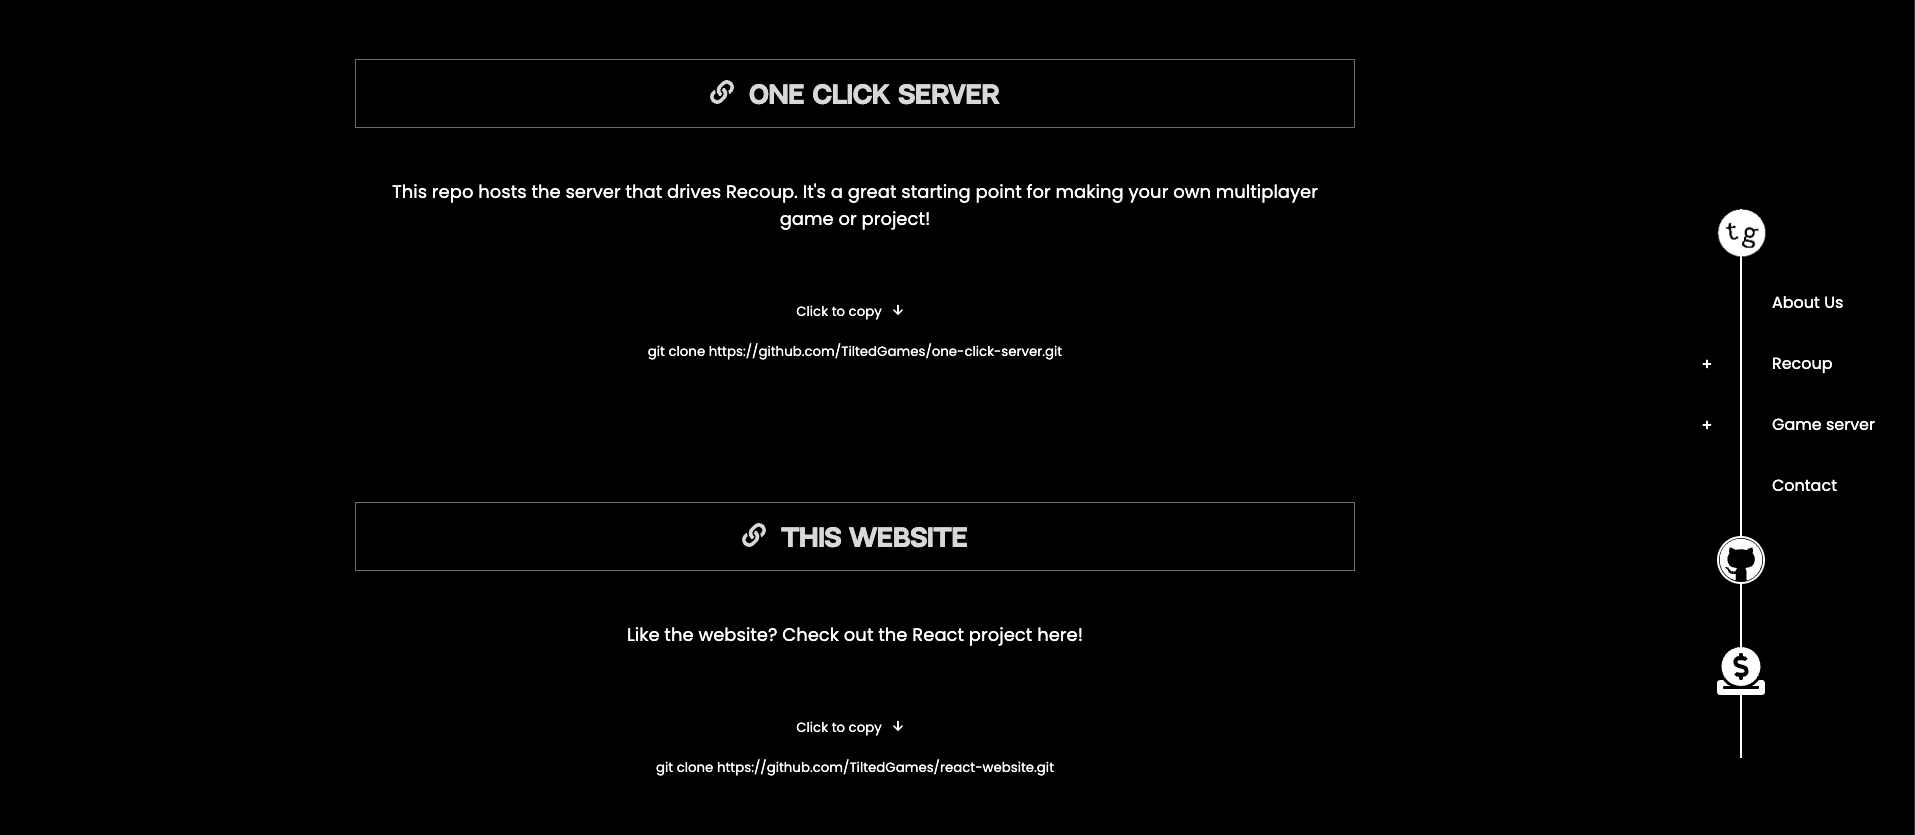 ONE CLICK SERVER
This repo hosts the server that drives Recoup. It's a great starting point for making your own multiplayer
game or project!
Click to copy ↓
git clone https://github.com/TiltedGames/one-click-server.git
THIS WEBSITE
Like the website? Check out the React project here!
Click to copy ↓
git clone https://github.com/TiltedGames/react-website.git
tg
About Us
+ Recoup
+ Game server
Contact
$